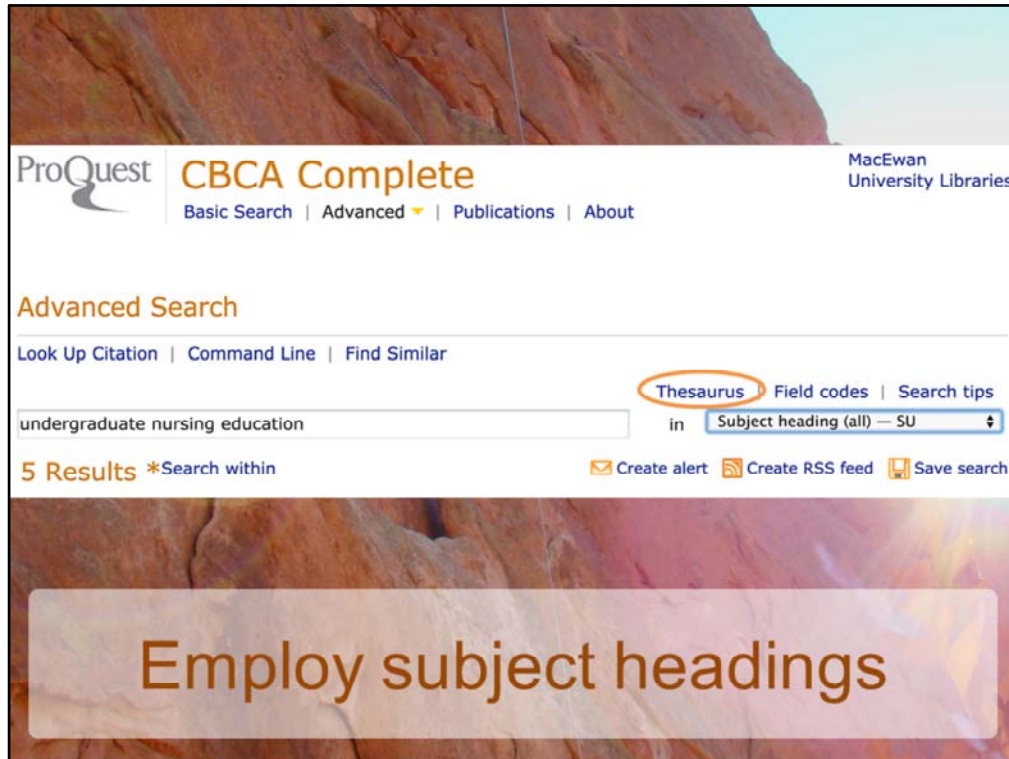 ProQuest
CBCA Complete
MacEwan
University Libraries
Basic Search | Advanced | Publications | About
Advanced Search
Look Up Citation | Command Line | Find Similar
Thesaurus | Field codes | Search tips
undergraduate nursing education in Subject heading (all) — SU
5 Results *Search within Create alert Create RSS feed Save search
Employ subject headings